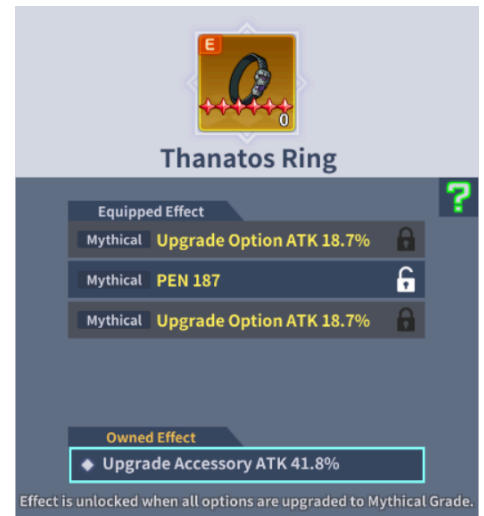 E
0
Thanatos Ring
?
Equipped Effect
Mythical Upgrade Option ATK 18.7%
Mythical PEN 187
Mythical Upgrade Option ATK 18.7%
Owned Effect
Upgrade Accessory ATK 41.8%
Effect is unlocked when all options are upgraded to Mythical Grade.